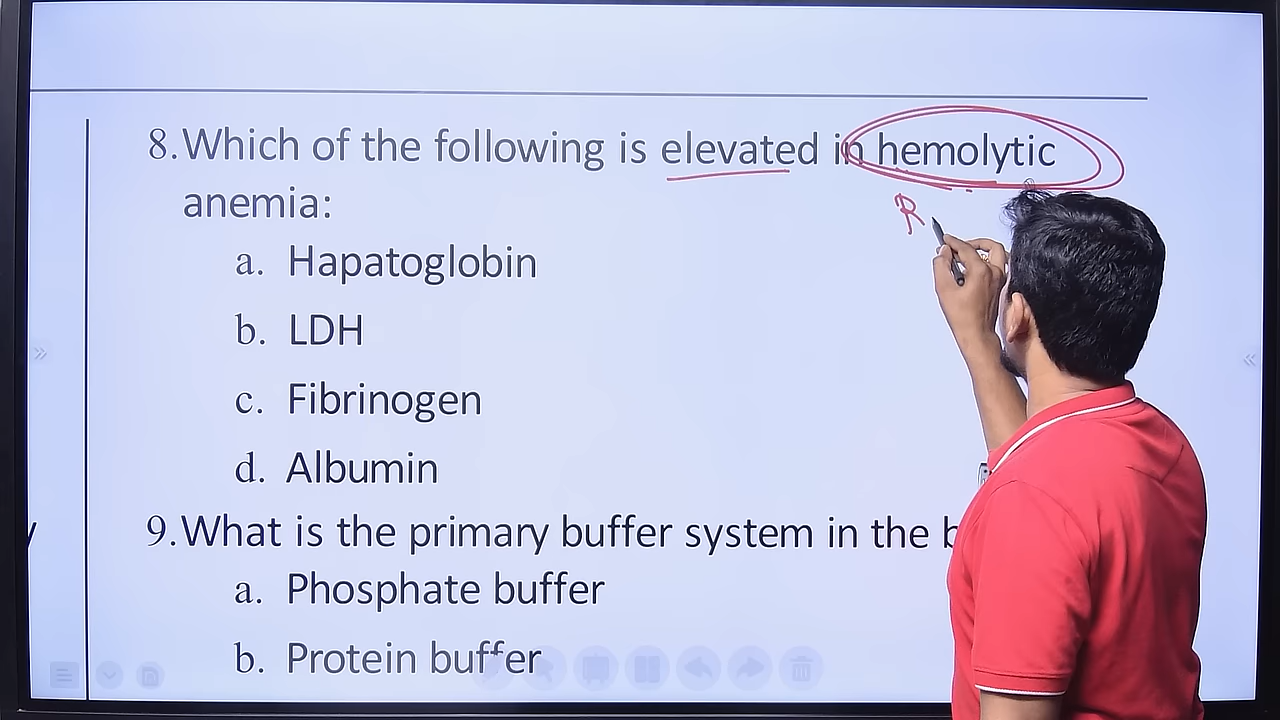 8.Which of the following is elevated in hemolytic
anemia:
R
a. Hapatoglobin
b. LDH
c. Fibrinogen
d. Albumin
9.What is the primary buffer system in the b
a. Phosphate buffer
b. Protein buffer